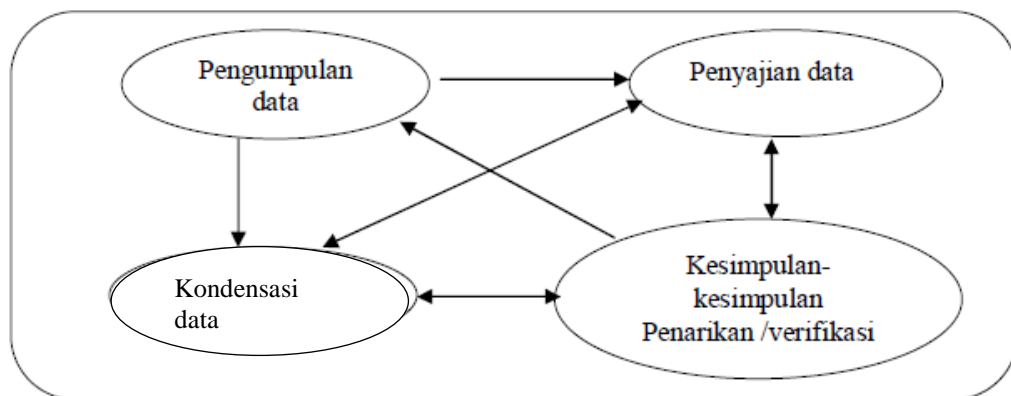 Pengumpulan
data
Penyajian data
Kondensasi
data
Kesimpulan-
kesimpulan
Penarikan /verifikasi